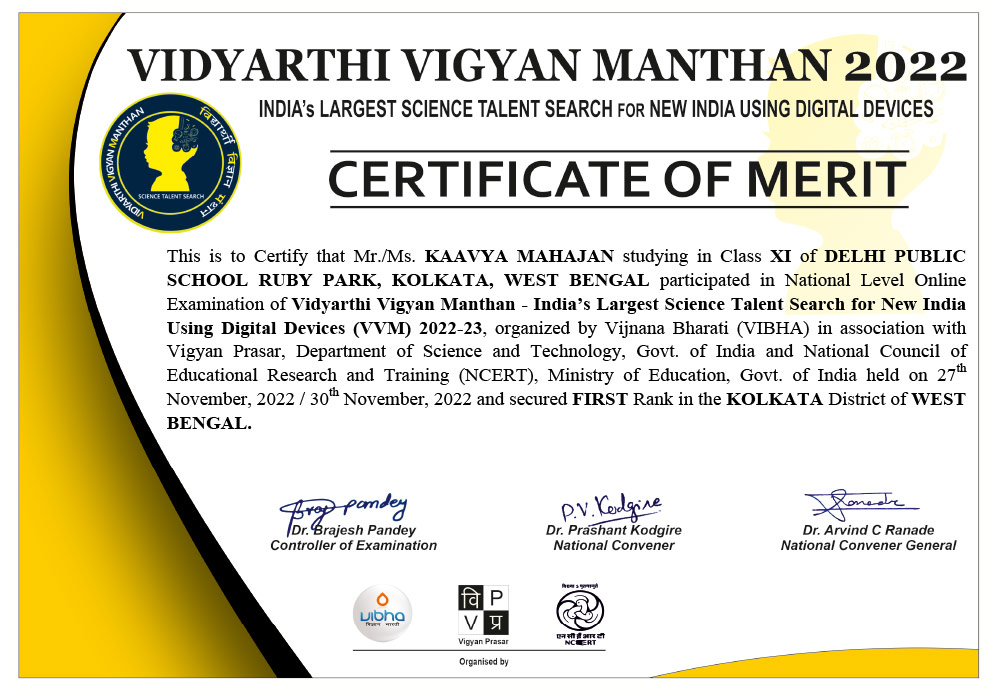 VIDYARTHI VIGYAN MANTHAN 2022
INDIA's LARGEST SCIENCE TALENT SEARCH FOR NEW INDIA USING DIGITAL DEVICES
VIDYARTHI VIGYAN MANTHAN
विद्यार्थी विज्ञान मंथन
SCIENCE TALENT SEARCH
CERTIFICATE OF MERIT
This is to Certify that Mr./Ms. KAAVYA MAHAJAN studying in Class XI of DELHI PUBLIC
SCHOOL RUBY PARK, KOLKATA, WEST BENGAL participated in National Level Online
Examination of Vidyarthi Vigyan Manthan - India's Largest Science Talent Search for New India
Using Digital Devices (VVM) 2022-23, organized by Vijnana Bharati (VIBHA) in association with
Vigyan Prasar, Department of Science and Technology, Govt. of India and National Council of
Educational Research and Training (NCERT), Ministry of Education, Govt. of India held on 27th
November, 2022 / 30th November, 2022 and secured FIRST Rank in the KOLKATA District of WEST
BENGAL.
pandey
P.V. Kodgire
Dr. Brajesh Pandey
Dr. Prashant Kodgire
Dr. Arvind C Ranade
Controller of Examination
National Convener
National Convener General
vibha
विज्ञान भारती
वि P
V प्र
Vigyan Prasar
विद्यया ऽ मृतमश्नुते
एन सी ई आर टी
NCERT
Organised by